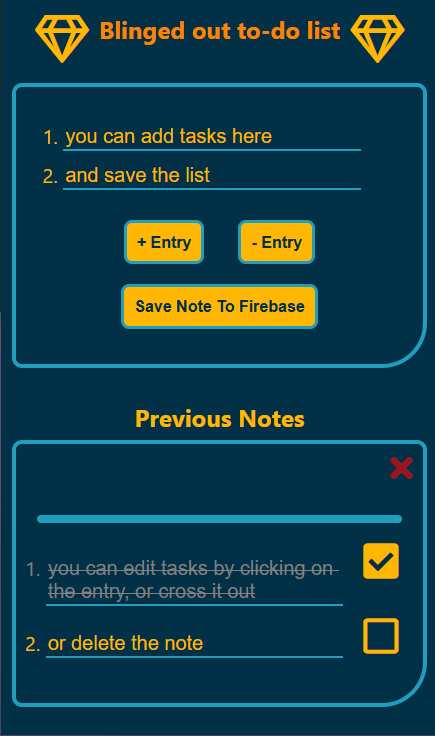 Blinged out to-do list
1. you can add tasks here
2. and save the list
+ Entry - Entry
Save Note To Firebase
Previous Notes
1. you can edit tasks by clicking on
the entry, or cross it out
2. or delete the note